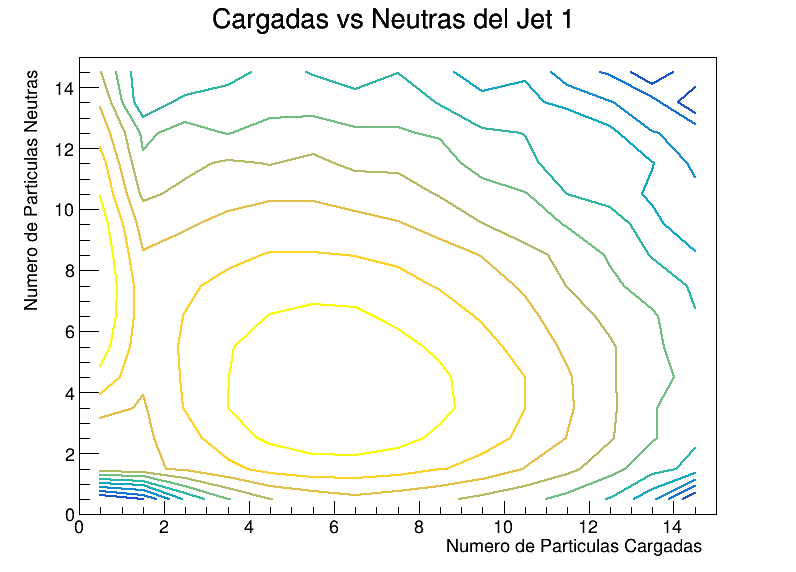 Cargadas vs Neutras del Jet 1
Numero de Particulas Neutras
14
12
10
8
6
4
2
0
0 2 4 6 8 10 12 14
Numero de Particulas Cargadas